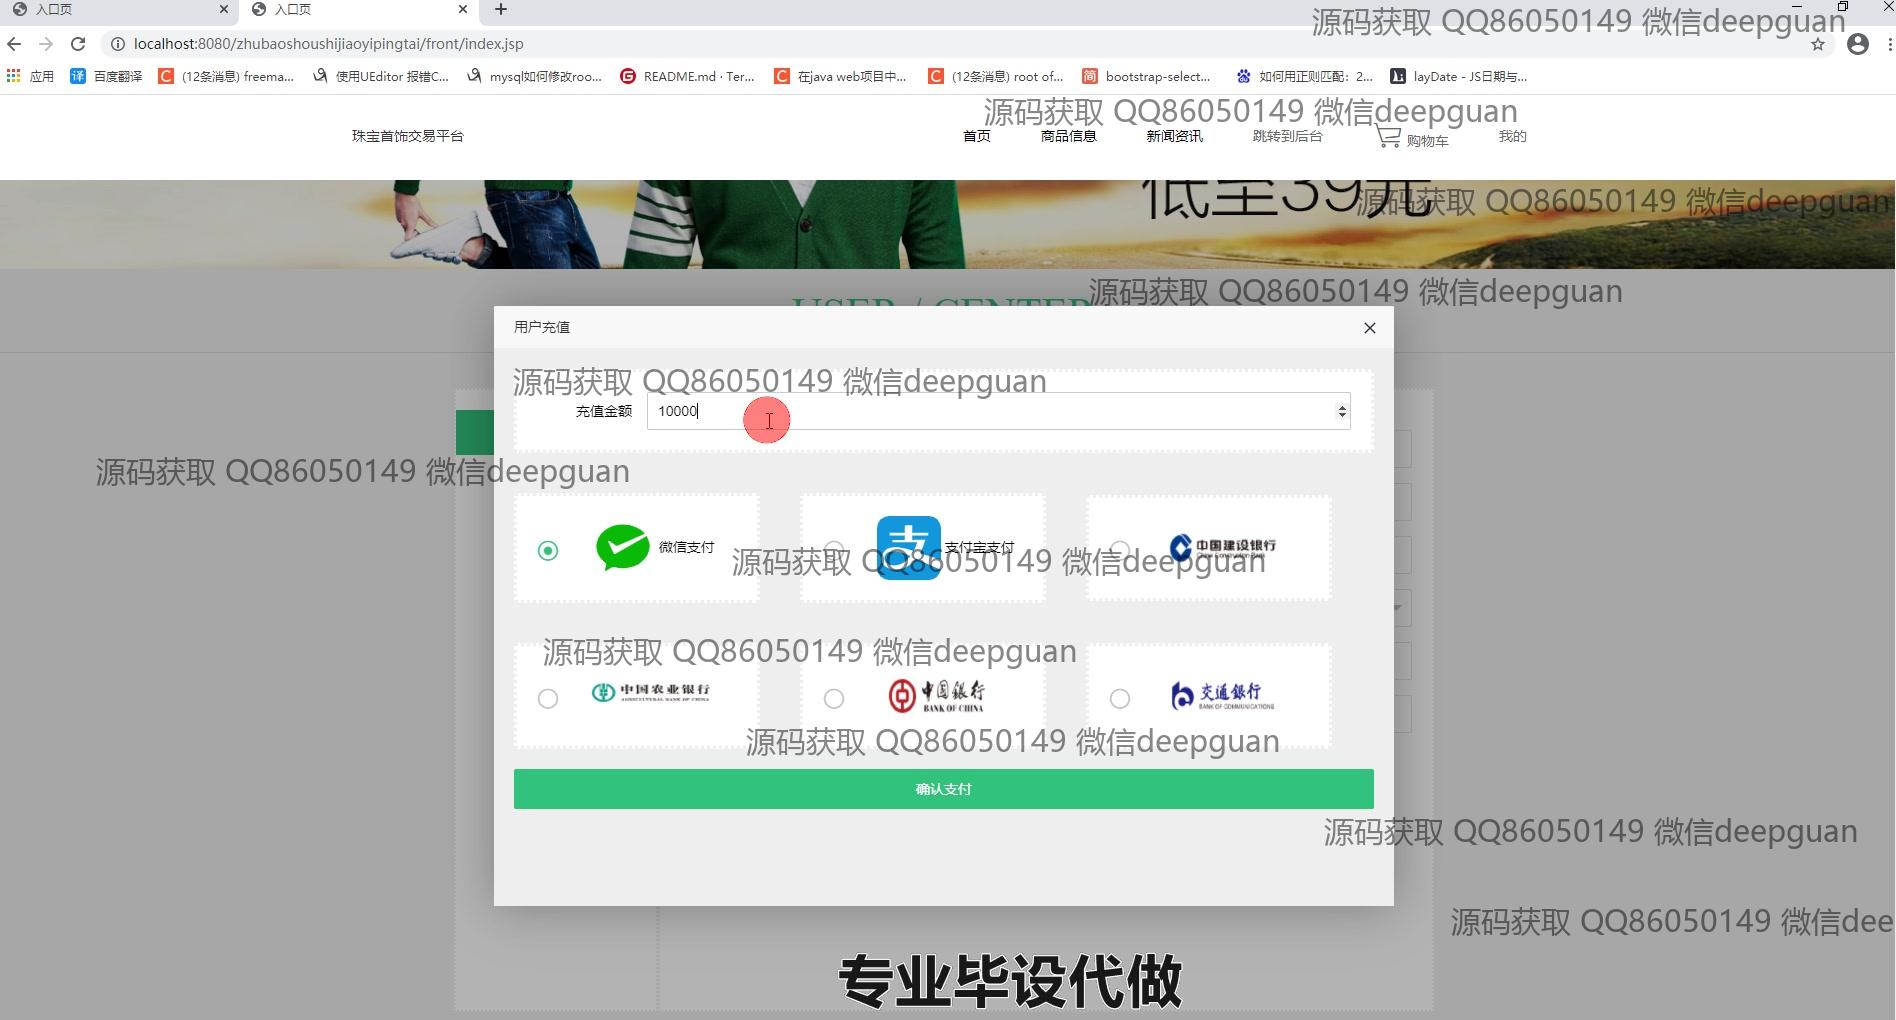 入口页
入口页
源码获取 QQ86050149 微信deepguan
localhost:8080/zhubaoshoushijiaoyipingtai/front/index.jsp
应用
百度翻译
(12条消息) freema...
使用UEditor 报错C...
mysql如何修改roo...
README.md · Ter...
在java web项目中...
(12条消息) root of...
bootstrap-select...
如何用正则匹配：2...
layDate - JS日期与...
源码获取 QQ86050149 微信deepguan
珠宝首饰交易平台
首页
商品信息
新闻资讯
跳转到后台
购物车
我的
低至39元
源码获取 QQ86050149 微信deepguan
USER / CENTER
源码获取 QQ86050149 微信deepguan
用户充值
源码获取 QQ86050149 微信deepguan
充值金额
10000
源码获取 QQ86050149 微信deepguan
微信支付
支
支付宝支付
中国建设银行
China Construction Bank
源码获取 QQ86050149 微信deepguan
源码获取 QQ86050149 微信deepguan
中国农业银行
AGRICULTURAL BANK OF CHINA
中国银行
BANK OF CHINA
交通银行
BANK OF COMMUNICATIONS
源码获取 QQ86050149 微信deepguan
确认支付
源码获取 QQ86050149 微信deepguan
源码获取 QQ86050149 微信dee
专业毕设代做